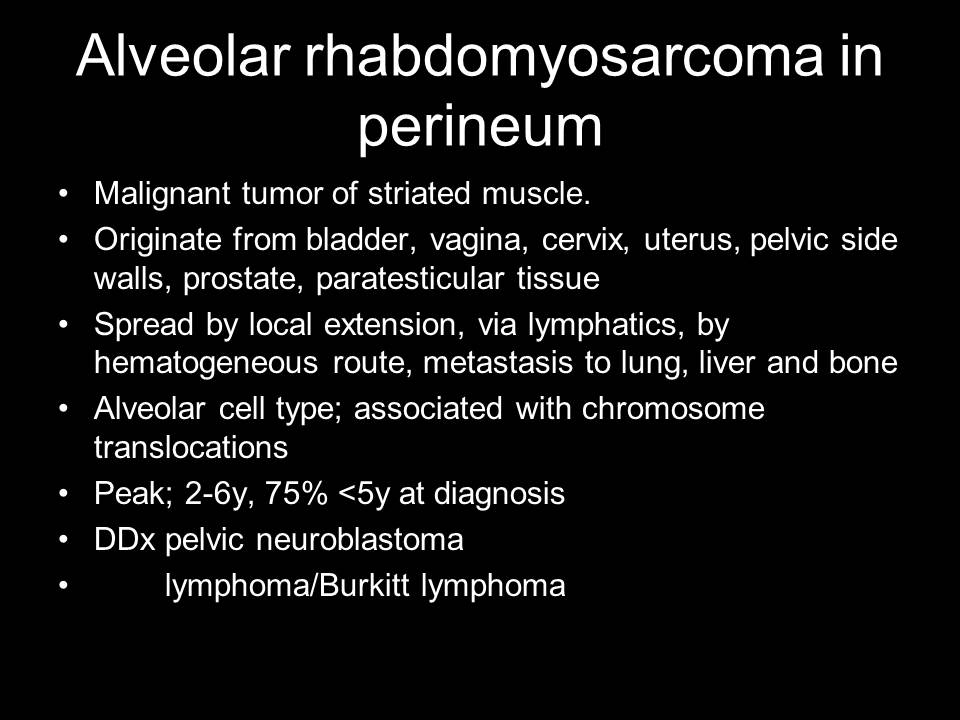 Alveolar rhabdomyosarcoma in
perineum
• Malignant tumor of striated muscle.
• Originate from bladder, vagina, cervix, uterus, pelvic side
walls, prostate, paratesticular tissue
• Spread by local extension, via lymphatics, by
hematogeneous route, metastasis to lung, liver and bone
• Alveolar cell type; associated with chromosome
translocations
• Peak; 2-6y, 75% <5y at diagnosis
• DDx pelvic neuroblastoma
• lymphoma/Burkitt lymphoma